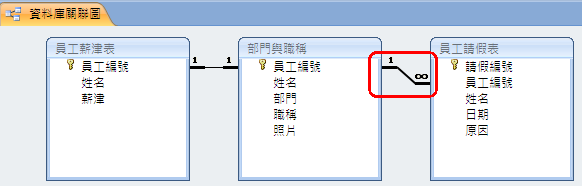 資料庫關聯圖
員工薪津表
員工編號
姓名
薪津
1 1
部門與職稱
員工編號
姓名
部門
職稱
照片
1 ∞
員工請假表
請假編號
員工編號
姓名
日期
原因